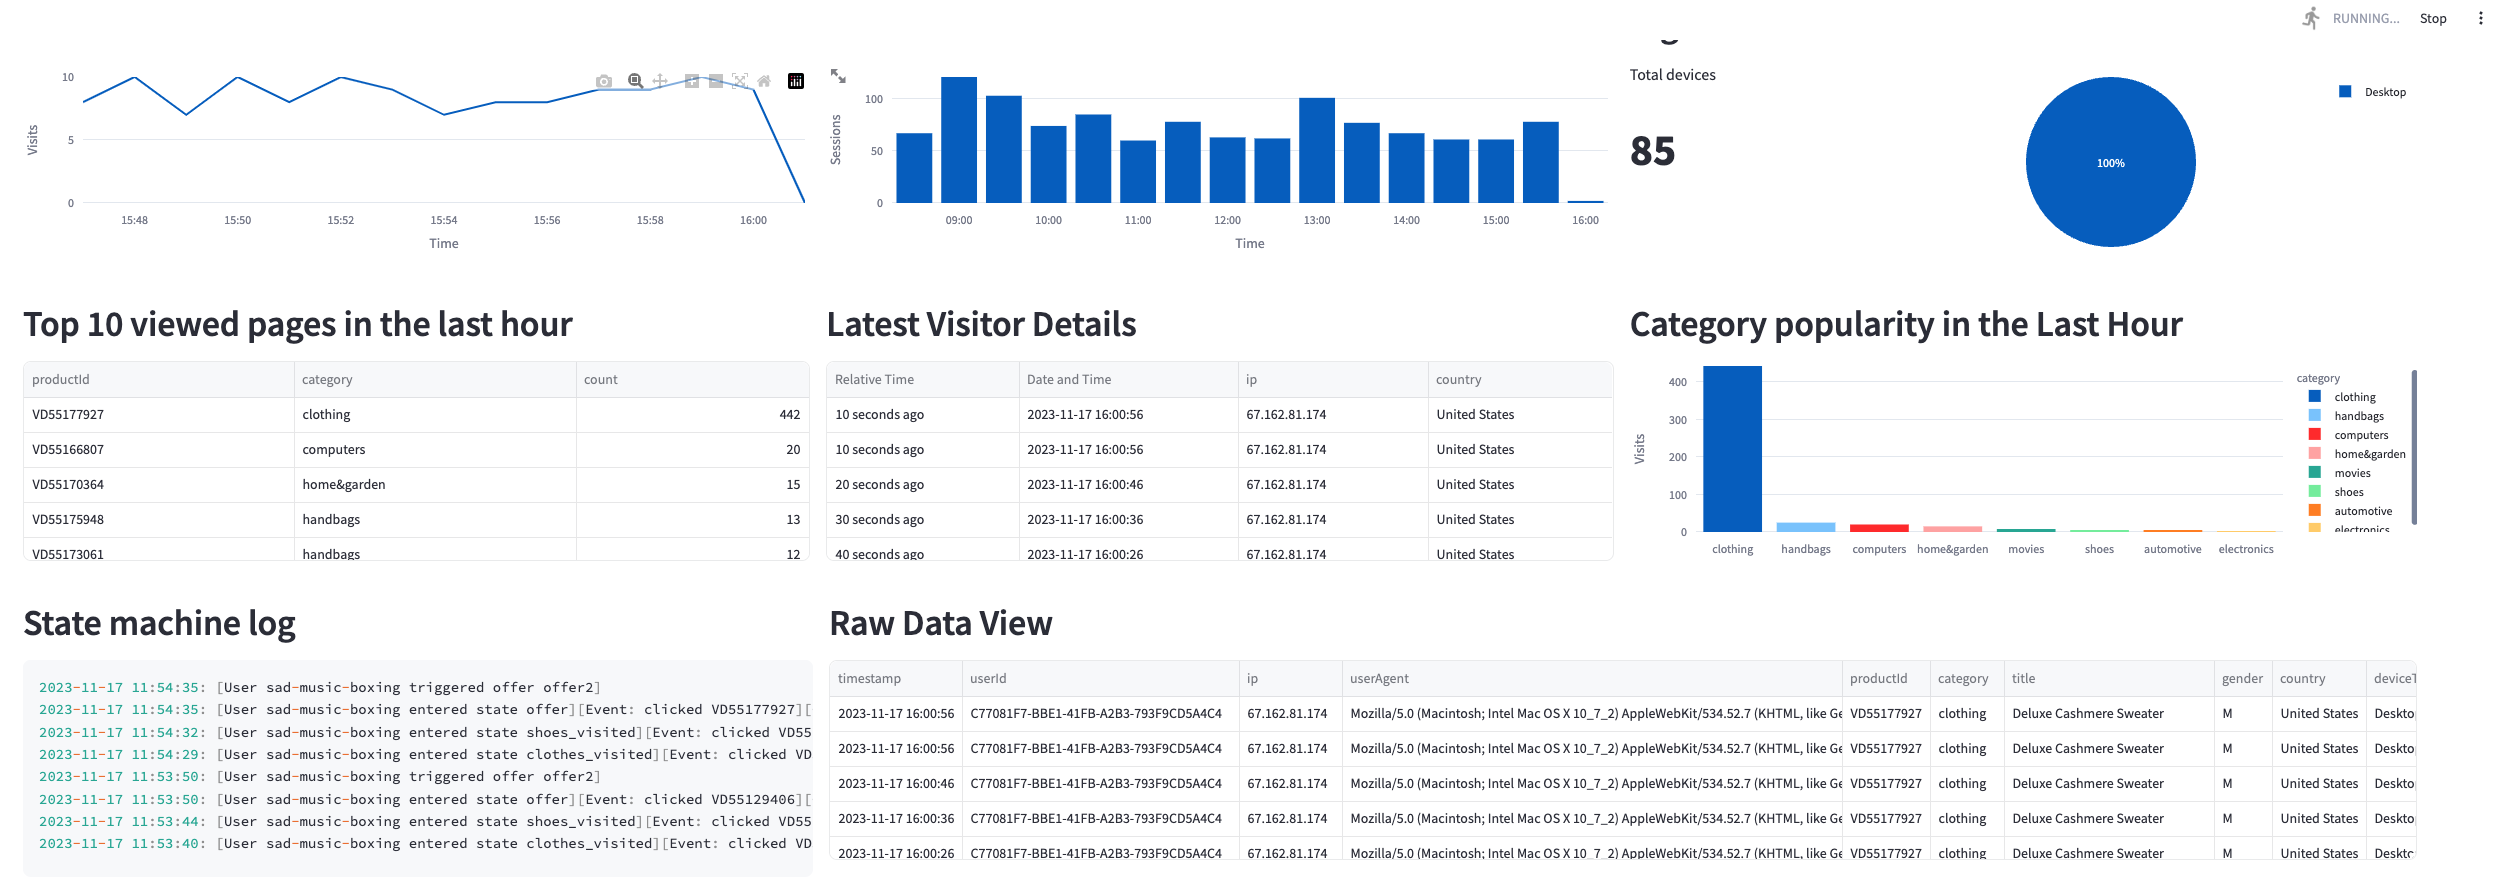 RUNNING... Stop
10
5
0
Visits
15:48 15:50 15:52 15:54 15:56 15:58 16:00
Time
100
50
0
Sessions
09:00 10:00 11:00 12:00 13:00 14:00 15:00 16:00
Time
Total devices
85
100%
Desktop
Top 10 viewed pages in the last hour
productId category count
VD55177927 clothing 442
VD55166807 computers 20
VD55170364 home&garden 15
VD55175948 handbags 13
VD55173061 handbags 12
Latest Visitor Details
Relative Time Date and Time ip country
10 seconds ago 2023-11-17 16:00:56 67.162.81.174 United States
10 seconds ago 2023-11-17 16:00:56 67.162.81.174 United States
20 seconds ago 2023-11-17 16:00:46 67.162.81.174 United States
30 seconds ago 2023-11-17 16:00:36 67.162.81.174 United States
40 seconds ago 2023-11-17 16:00:26 67.162.81.174 United States
Category popularity in the Last Hour
400
300
200
100
0
Visits
clothing handbags computers home&garden movies shoes automotive electronics
category
clothing
handbags
computers
home&garden
movies
shoes
automotive
electronics
State machine log
2023-11-17 11:54:35: [User sad-music-boxing triggered offer offer2]
2023-11-17 11:54:35: [User sad-music-boxing entered state offer][Event: clicked VD55177927][
2023-11-17 11:54:32: [User sad-music-boxing entered state shoes_visited][Event: clicked VD55
2023-11-17 11:54:29: [User sad-music-boxing entered state clothes_visited][Event: clicked VD
2023-11-17 11:53:50: [User sad-music-boxing triggered offer offer2]
2023-11-17 11:53:50: [User sad-music-boxing entered state offer][Event: clicked VD55129406][
2023-11-17 11:53:44: [User sad-music-boxing entered state shoes_visited][Event: clicked VD55
2023-11-17 11:53:40: [User sad-music-boxing entered state clothes_visited][Event: clicked VD
Raw Data View
timestamp userId ip userAgent productId category title gender country deviceT
2023-11-17 16:00:56 C77081F7-BBE1-41FB-A2B3-793F9CD5A4C4 67.162.81.174 Mozilla/5.0 (Macintosh; Intel Mac OS X 10_7_2) AppleWebKit/534.52.7 (KHTML, like Ge VD55177927 clothing Deluxe Cashmere Sweater M United States Deskto
2023-11-17 16:00:56 C77081F7-BBE1-41FB-A2B3-793F9CD5A4C4 67.162.81.174 Mozilla/5.0 (Macintosh; Intel Mac OS X 10_7_2) AppleWebKit/534.52.7 (KHTML, like Ge VD55177927 clothing Deluxe Cashmere Sweater M United States Deskto
2023-11-17 16:00:46 C77081F7-BBE1-41FB-A2B3-793F9CD5A4C4 67.162.81.174 Mozilla/5.0 (Macintosh; Intel Mac OS X 10_7_2) AppleWebKit/534.52.7 (KHTML, like Ge VD55177927 clothing Deluxe Cashmere Sweater M United States Deskto
2023-11-17 16:00:36 C77081F7-BBE1-41FB-A2B3-793F9CD5A4C4 67.162.81.174 Mozilla/5.0 (Macintosh; Intel Mac OS X 10_7_2) AppleWebKit/534.52.7 (KHTML, like Ge VD55177927 clothing Deluxe Cashmere Sweater M United States Deskto
2023-11-17 16:00:26 C77081F7-BBE1-41FB-A2B3-793F9CD5A4C4 67.162.81.174 Mozilla/5.0 (Macintosh; Intel Mac OS X 10_7_2) AppleWebKit/534.52.7 (KHTML, like Ge VD55177927 clothing Deluxe Cashmere Sweater M United States Deskto